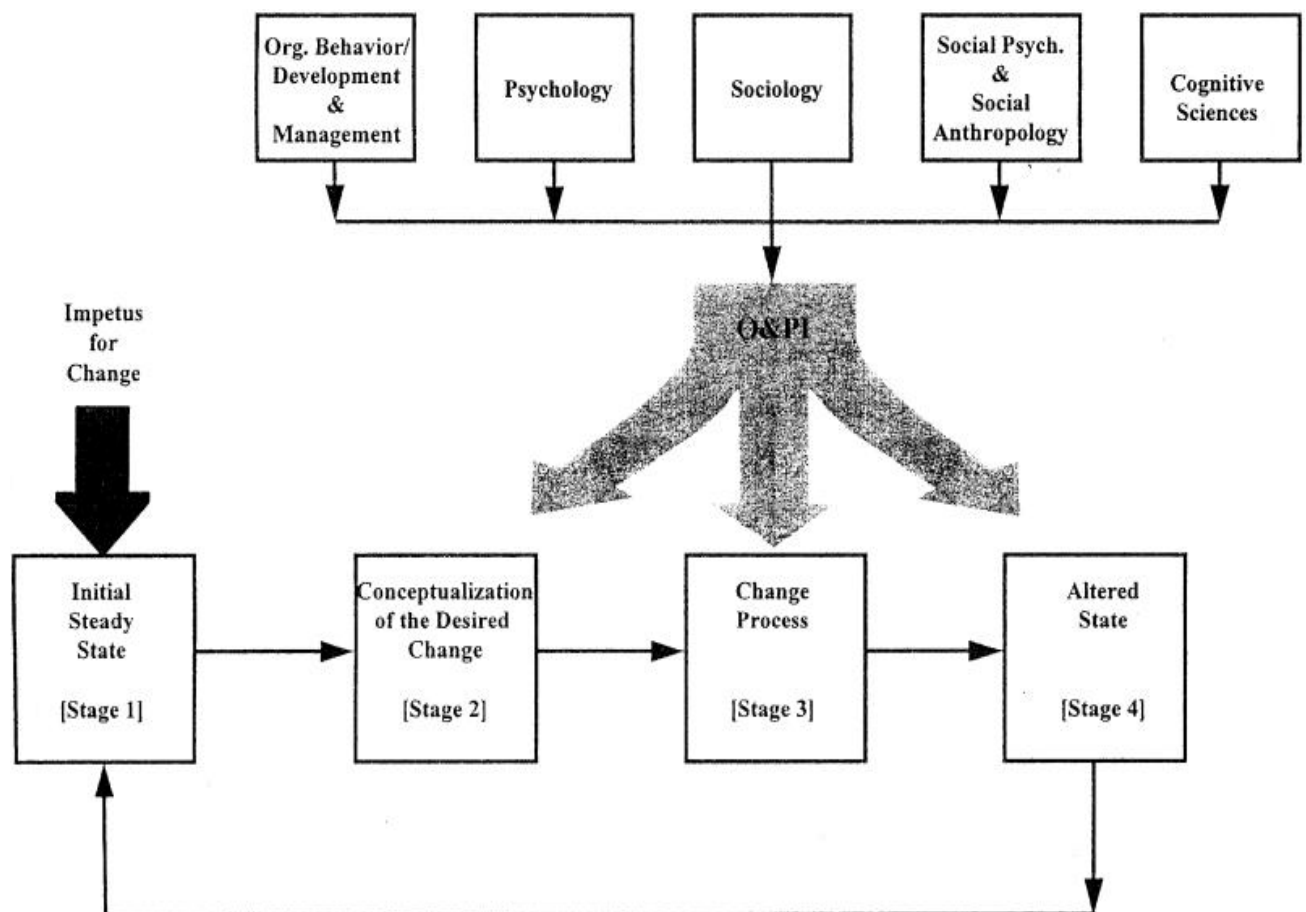 Org. Behavior/
Development
&
Management
Psychology
Sociology
Social Psych.
&
Social
Anthropology
Cognitive
Sciences
O&PI
Impetus
for
Change
Initial
Steady
State
[Stage 1]
Conceptualization
of the Desired
Change
[Stage 2]
Change
Process
[Stage 3]
Altered
State
[Stage 4]